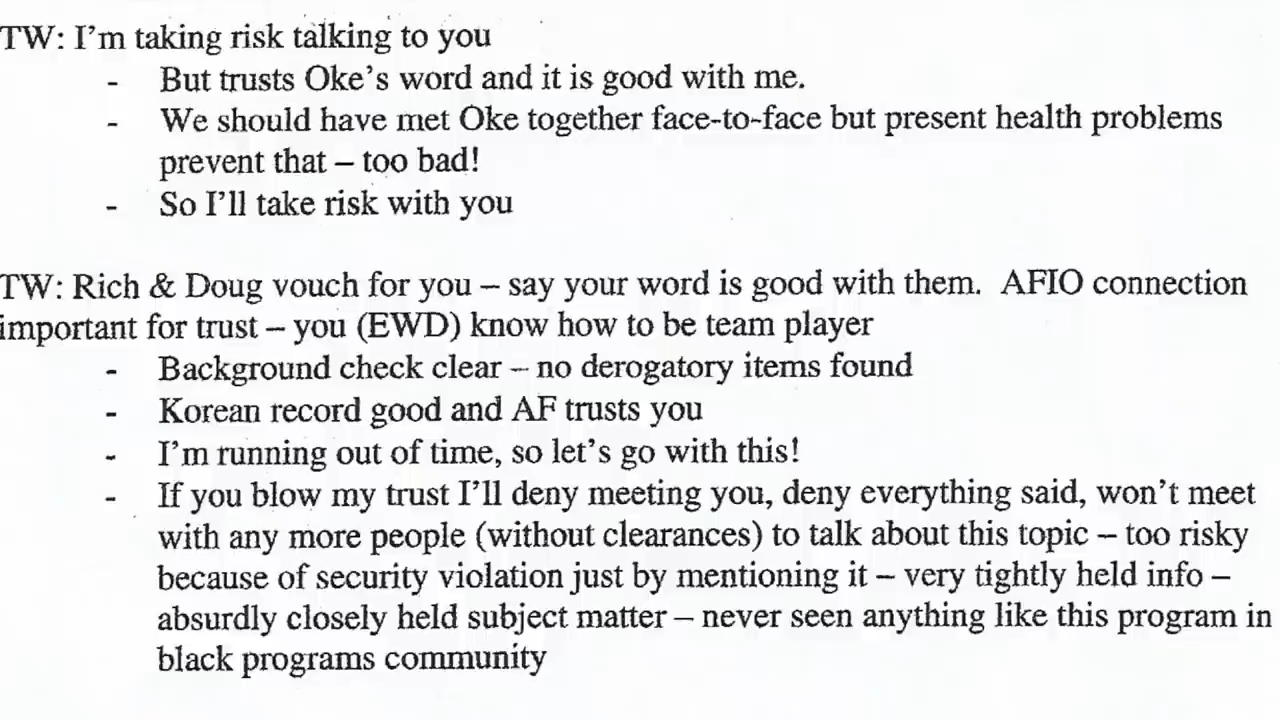 TW: I'm taking risk talking to you
- But trusts Oke's word and it is good with me.
- We should have met Oke together face-to-face but present health problems
prevent that – too bad!
- So I'll take risk with you
TW: Rich & Doug vouch for you – say your word is good with them. AFIO connection
important for trust – you (EWD) know how to be team player
- Background check clear – no derogatory items found
- Korean record good and AF trusts you
- I'm running out of time, so let's go with this!
- If you blow my trust I'll deny meeting you, deny everything said, won't meet
with any more people (without clearances) to talk about this topic – too risky
because of security violation just by mentioning it – very tightly held info –
absurdly closely held subject matter – never seen anything like this program in
black programs community